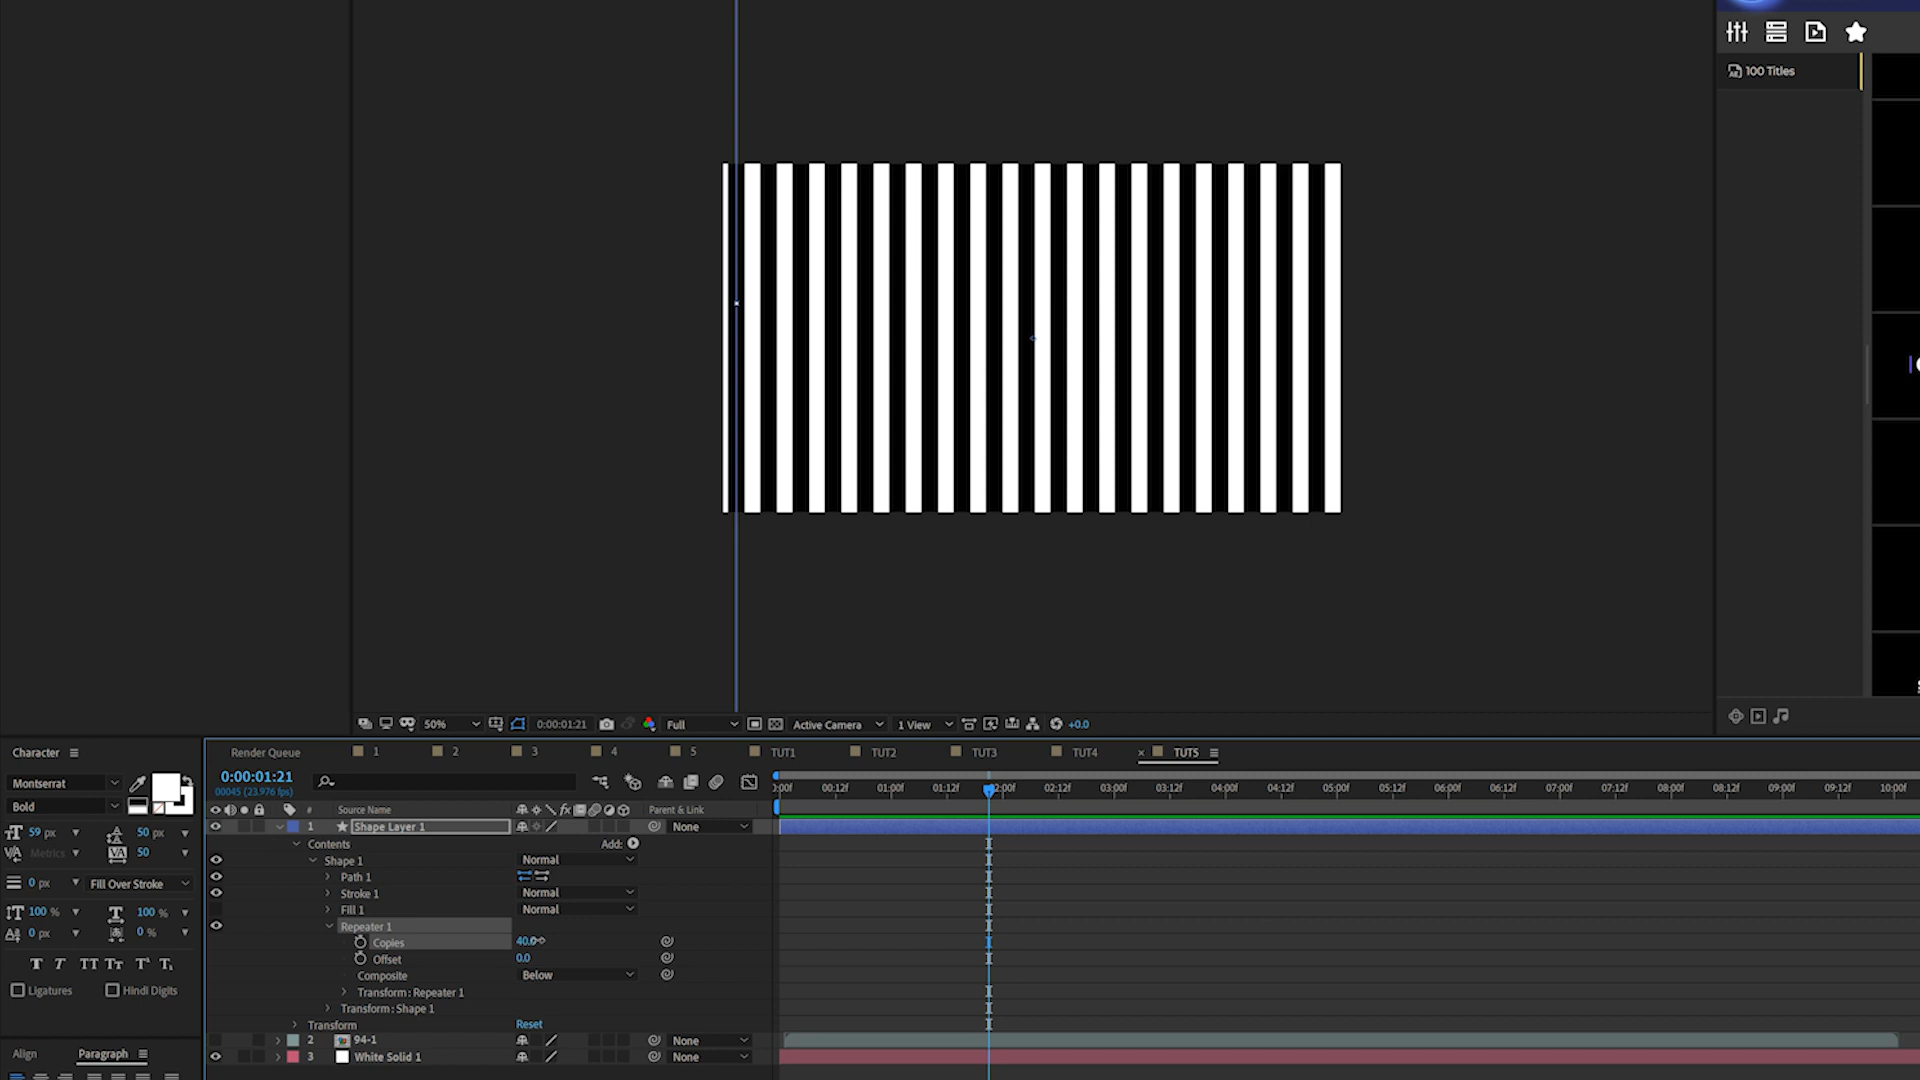 100 Titles
50%
0:00:01:21
Full
Active Camera
1 View
+0.0
Character
Render Queue
1
2
3
4
5
TUT1
TUT2
TUT3
TUT4
× TUT5
Montserrat
Bold
0:00:01:21
00045 (23.976 fps)
00:12f 01:00f 01:12f 02:00f 02:12f 03:00f 03:12f 04:00f 04:12f 05:00f 05:12f 06:00f 06:12f 07:00f 07:12f 08:00f 08:12f 09:00f 09:12f 10:00f
# Source Name fx Parent & Link
59 px 50 px
1 Shape Layer 1 None
Metrics 50
Contents Add:
Shape 1 Normal
0 px Fill Over Stroke
Path 1
Stroke 1 Normal
100 % 100 %
Fill 1 Normal
0 px 0 %
Repeater 1
Copies 40.0
Offset 0.0
T T TT Tt T¹ T₁
Composite Below
Ligatures Hindi Digits
Transform: Repeater 1
Transform: Shape 1
Transform Reset
2 94-1 None
Align Paragraph
3 White Solid 1 None